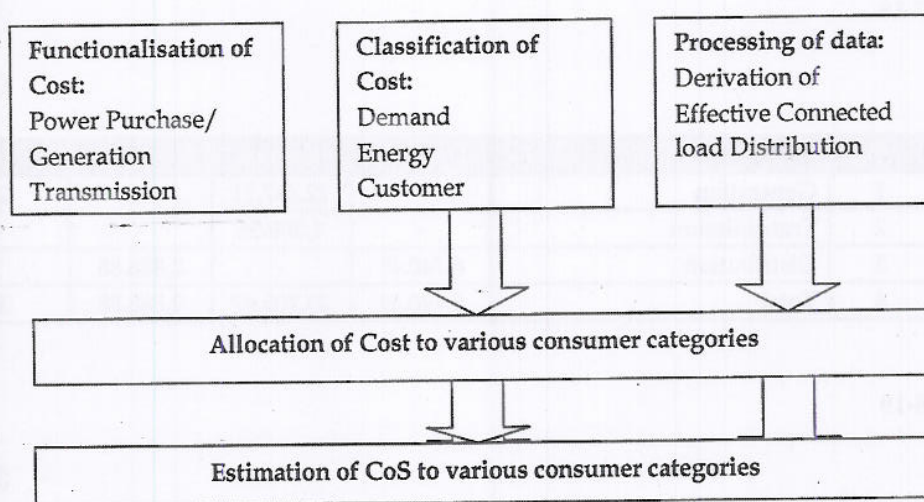 Functionalisation of
Cost:
Power Purchase/
Generation
Transmission
Classification of
Cost:
Demand
Energy
Customer
Processing of data:
Derivation of
Effective Connected
load Distribution
Allocation of Cost to various consumer categories
Estimation of CoS to various consumer categories